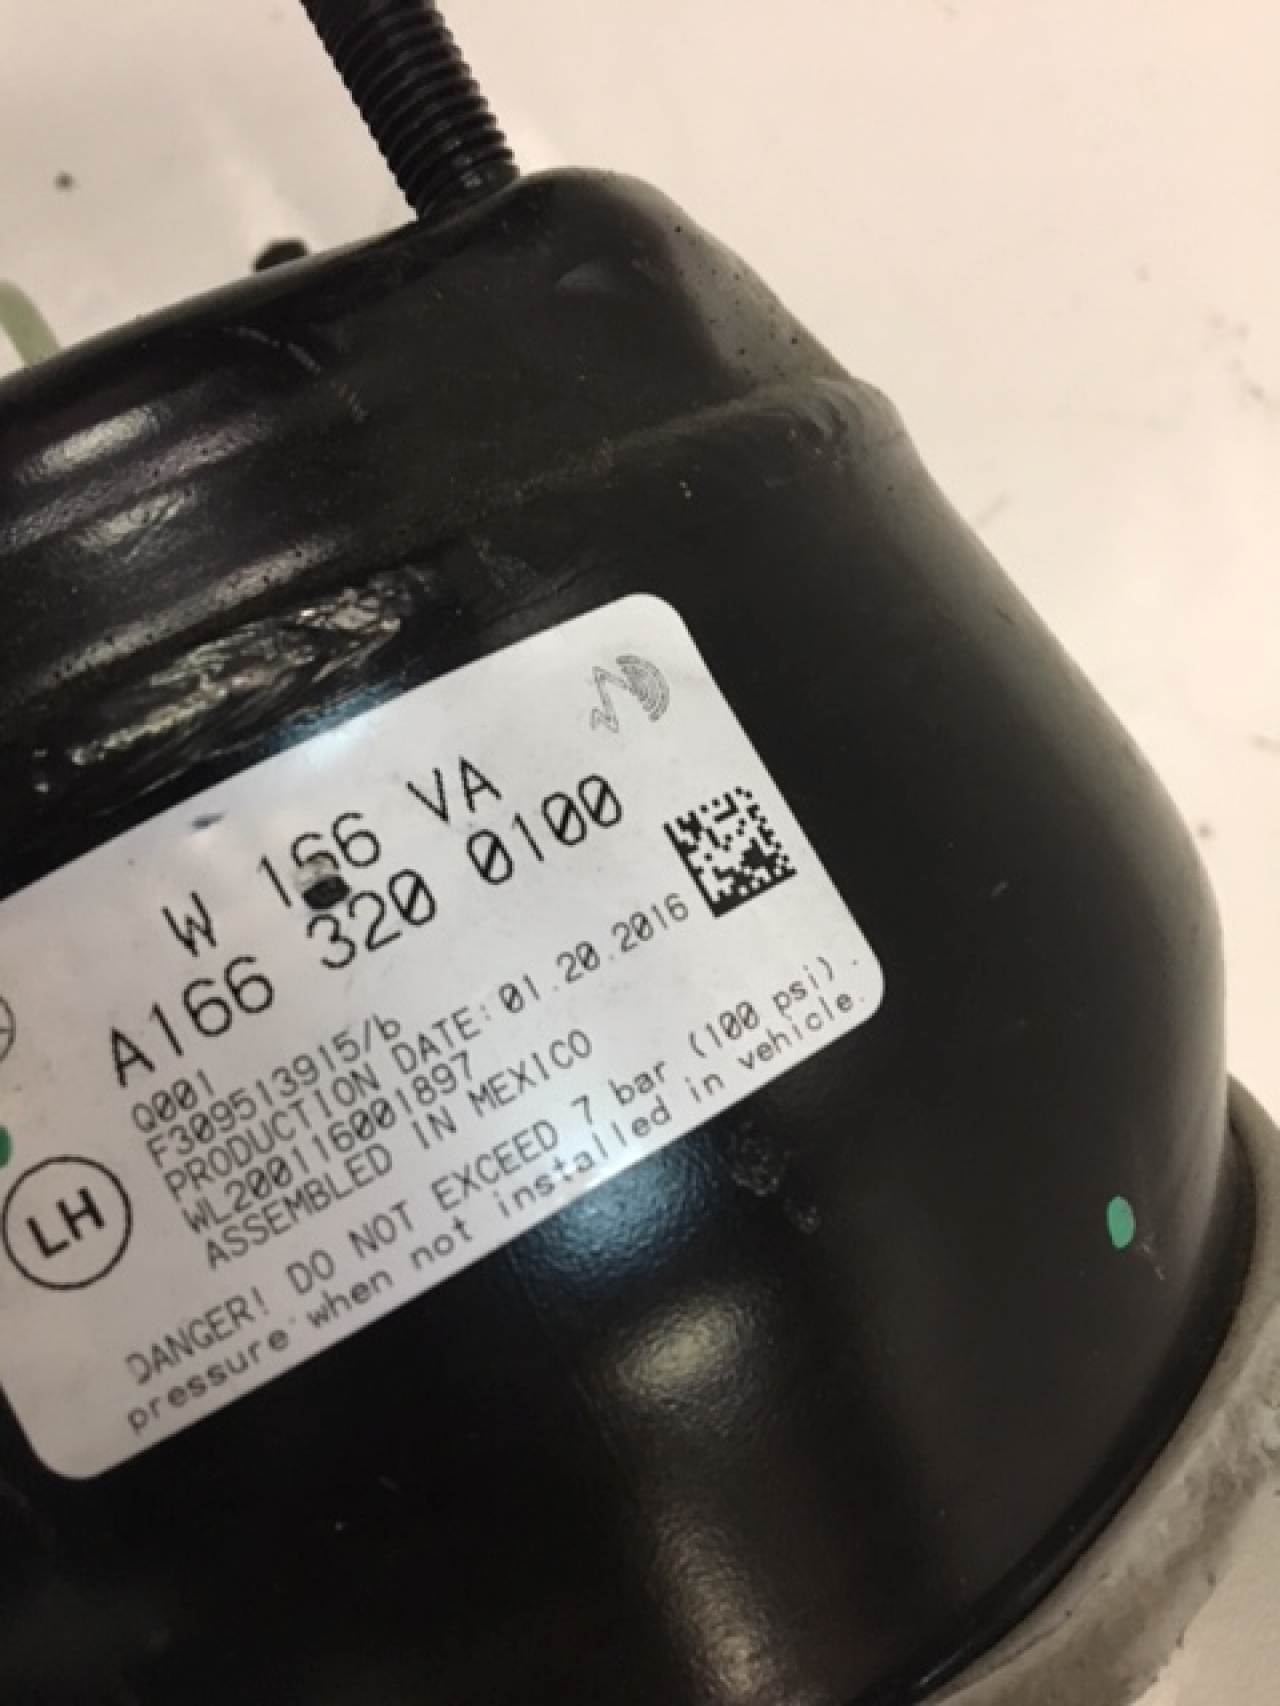 W 166 VA
A166 320 0100
Q001
F309513915/b
PRODUCTION DATE: 01.20.2016
WL200116001897
ASSEMBLED IN MEXICO
LH
DANGER! DO NOT EXCEED 7 bar (100 psi).
pressure when not installed in vehicle.